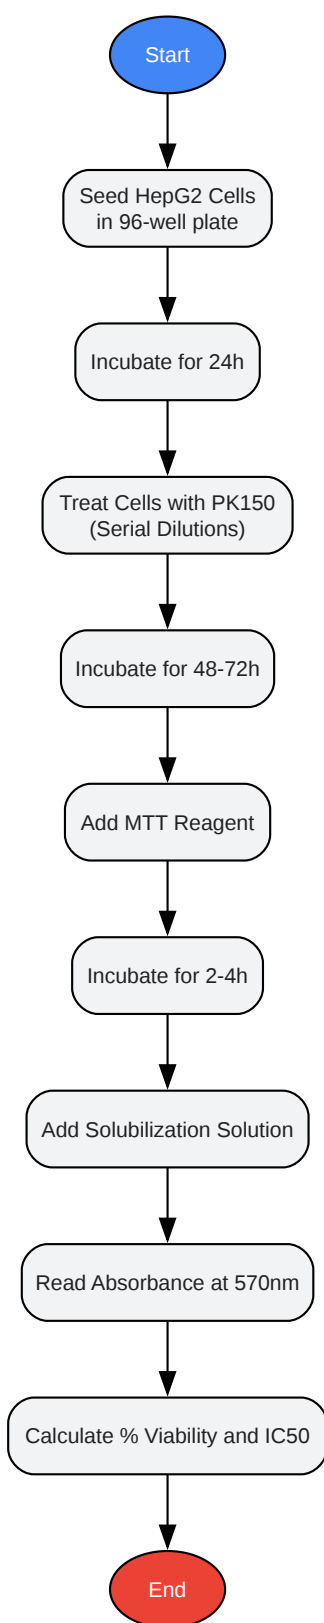 Start
Seed HepG2 Cells
in 96-well plate
Incubate for 24h
Treat Cells with PK150
(Serial Dilutions)
Incubate for 48-72h
Add MTT Reagent
Incubate for 2-4h
Add Solubilization Solution
Read Absorbance at 570nm
Calculate % Viability and IC50
End